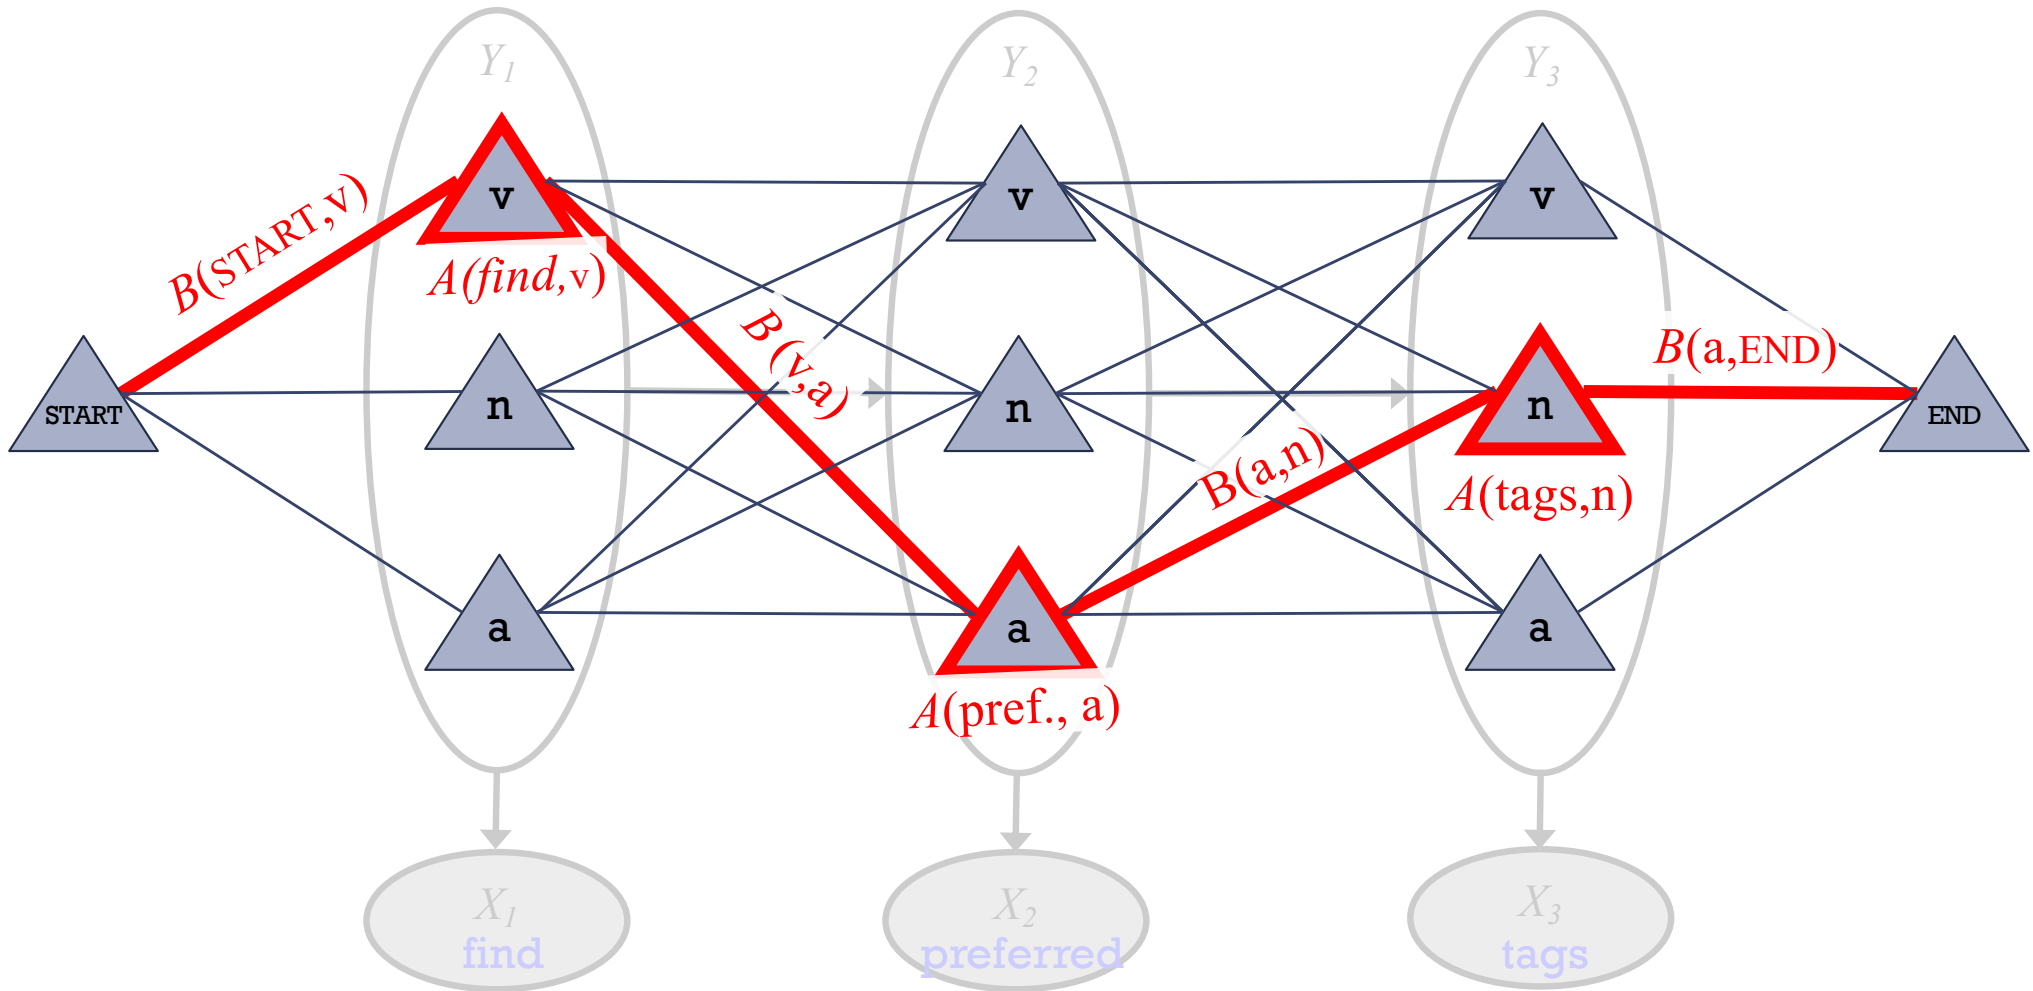 Y1
Y2
Y3
v
v
v
B(START,v)
A(find,v)
B (v,a)
B(a,END)
START
n
n
n
END
B(a,n)
A(tags,n)
a
a
a
A(pref., a)
X1
X2
X3
find
preferred
tags